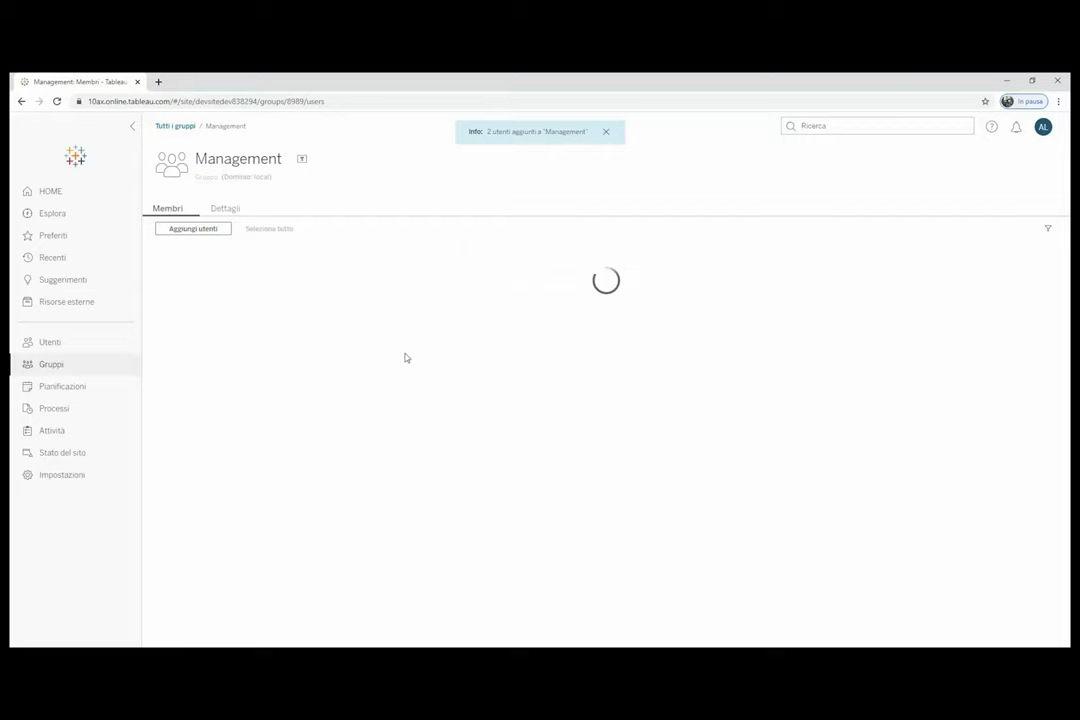 Management: Membri - Tableau
10ax.online.tableau.com/#/site/devsitedev838294/groups/8989/users
In pausa
Tutti i gruppi / Management
Info: 2 utenti aggiunti a "Management"
Ricerca
AL
Management
Gruppo (Dominio: local)
HOME
Esplora
Preferiti
Recenti
Suggerimenti
Risorse esterne
Utenti
Gruppi
Pianificazioni
Processi
Attività
Stato del sito
Impostazioni
Membri
Dettagli
Aggiungi utenti
Seleziona tutto